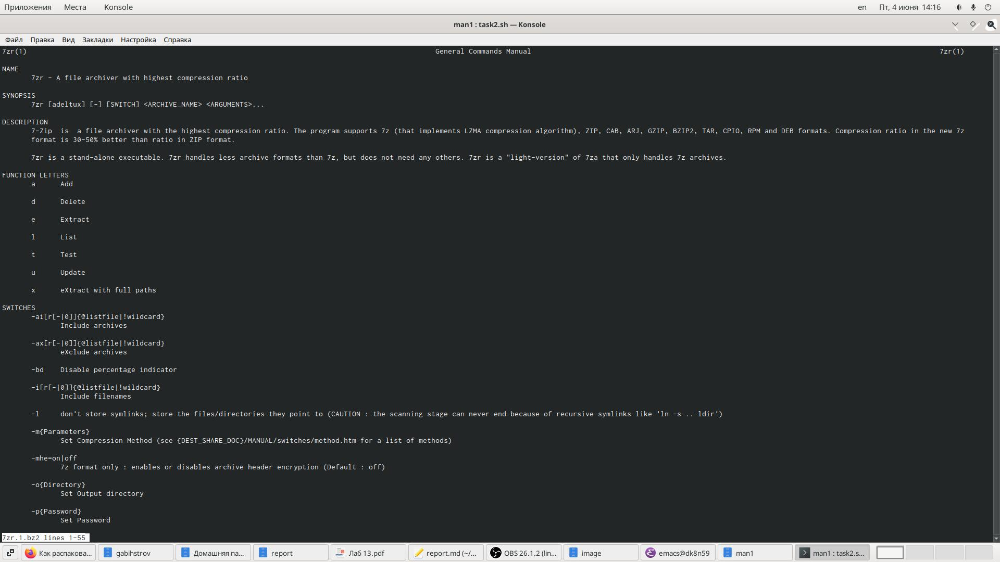 Приложения Места Konsole en Пт, 4 июня 14:16
man1 : task2.sh — Konsole
Файл Правка Вид Закладки Настройка Справка
7zr(1) General Commands Manual 7zr(1)
NAME
7zr - A file archiver with highest compression ratio
SYNOPSIS
7zr [adeltux] [-] [SWITCH] <ARCHIVE_NAME> <ARGUMENTS>...
DESCRIPTION
7-Zip is a file archiver with the highest compression ratio. The program supports 7z (that implements LZMA compression algorithm), ZIP, CAB, ARJ, GZIP, BZIP2, TAR, CPIO, RPM and DEB formats. Compression ratio in the new 7z
format is 30-50% better than ratio in ZIP format.
7zr is a stand-alone executable. 7zr handles less archive formats than 7z, but does not need any others. 7zr is a "light-version" of 7za that only handles 7z archives.
FUNCTION LETTERS
a Add
d Delete
e Extract
l List
t Test
u Update
x eXtract with full paths
SWITCHES
-ai[r[-|0]]{@listfile|!wildcard}
Include archives
-ax[r[-|0]]{@listfile|!wildcard}
eXclude archives
-bd Disable percentage indicator
-i[r[-|0]]{@listfile|!wildcard}
Include filenames
-l don't store symlinks; store the files/directories they point to (CAUTION : the scanning stage can never end because of recursive symlinks like 'ln -s .. ldir')
-m{Parameters}
Set Compression Method (see {DEST_SHARE_DOC}/MANUAL/switches/method.htm for a list of methods)
-mhe=on|off
7z format only : enables or disables archive header encryption (Default : off)
-o{Directory}
Set Output directory
-p{Password}
Set Password
7zr.1.bz2 lines 1-55
Как распакова... gabihstrov Домашняя па... report Лаб 13.pdf report.md (~/... OBS 26.1.2 (lin... image emacs@dk8n59 man1 man1 : task2.s...